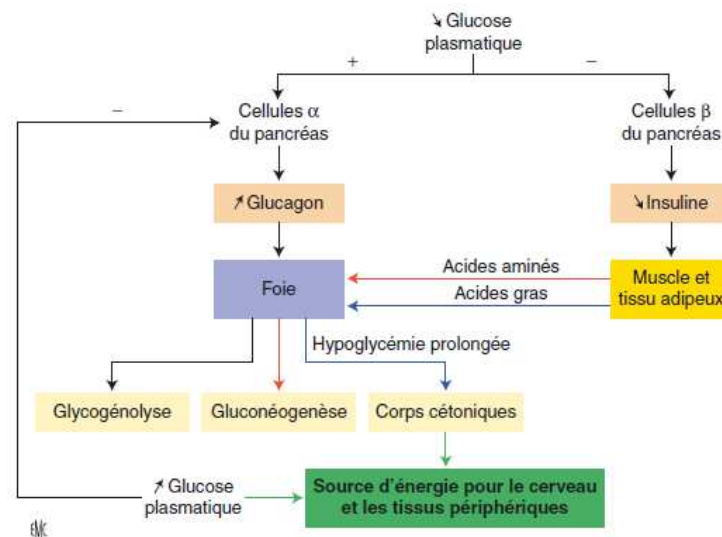 ↘ Glucose
plasmatique
+
–
–
Cellules α
du pancréas
Cellules β
du pancréas
↗ Glucagon
↘ Insuline
Foie
Acides aminés
Acides gras
Muscle et
tissu adipeux
Hypoglycémie prolongée
Glycogénolyse
Gluconéogenèse
Corps cétoniques
↗ Glucose
plasmatique
Source d'énergie pour le cerveau
et les tissus périphériques
EMC